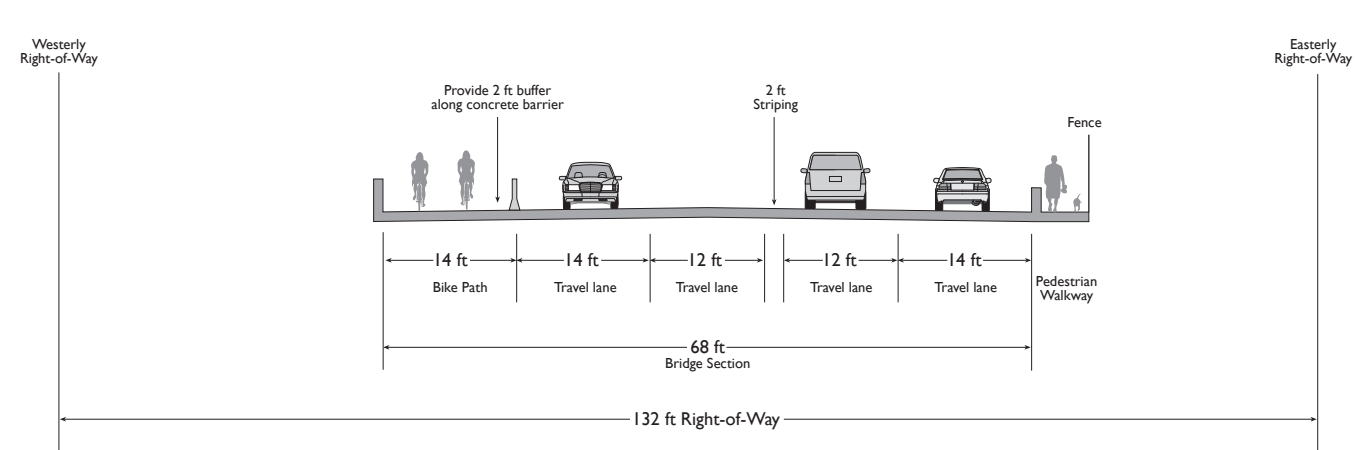 Westerly
Right-of-Way
Easterly
Right-of-Way
Provide 2 ft buffer
along concrete barrier
2 ft
Striping
Fence
14 ft
14 ft
12 ft
12 ft
14 ft
Bike Path
Travel lane
Travel lane
Travel lane
Travel lane
Pedestrian
Walkway
68 ft
Bridge Section
132 ft Right-of-Way